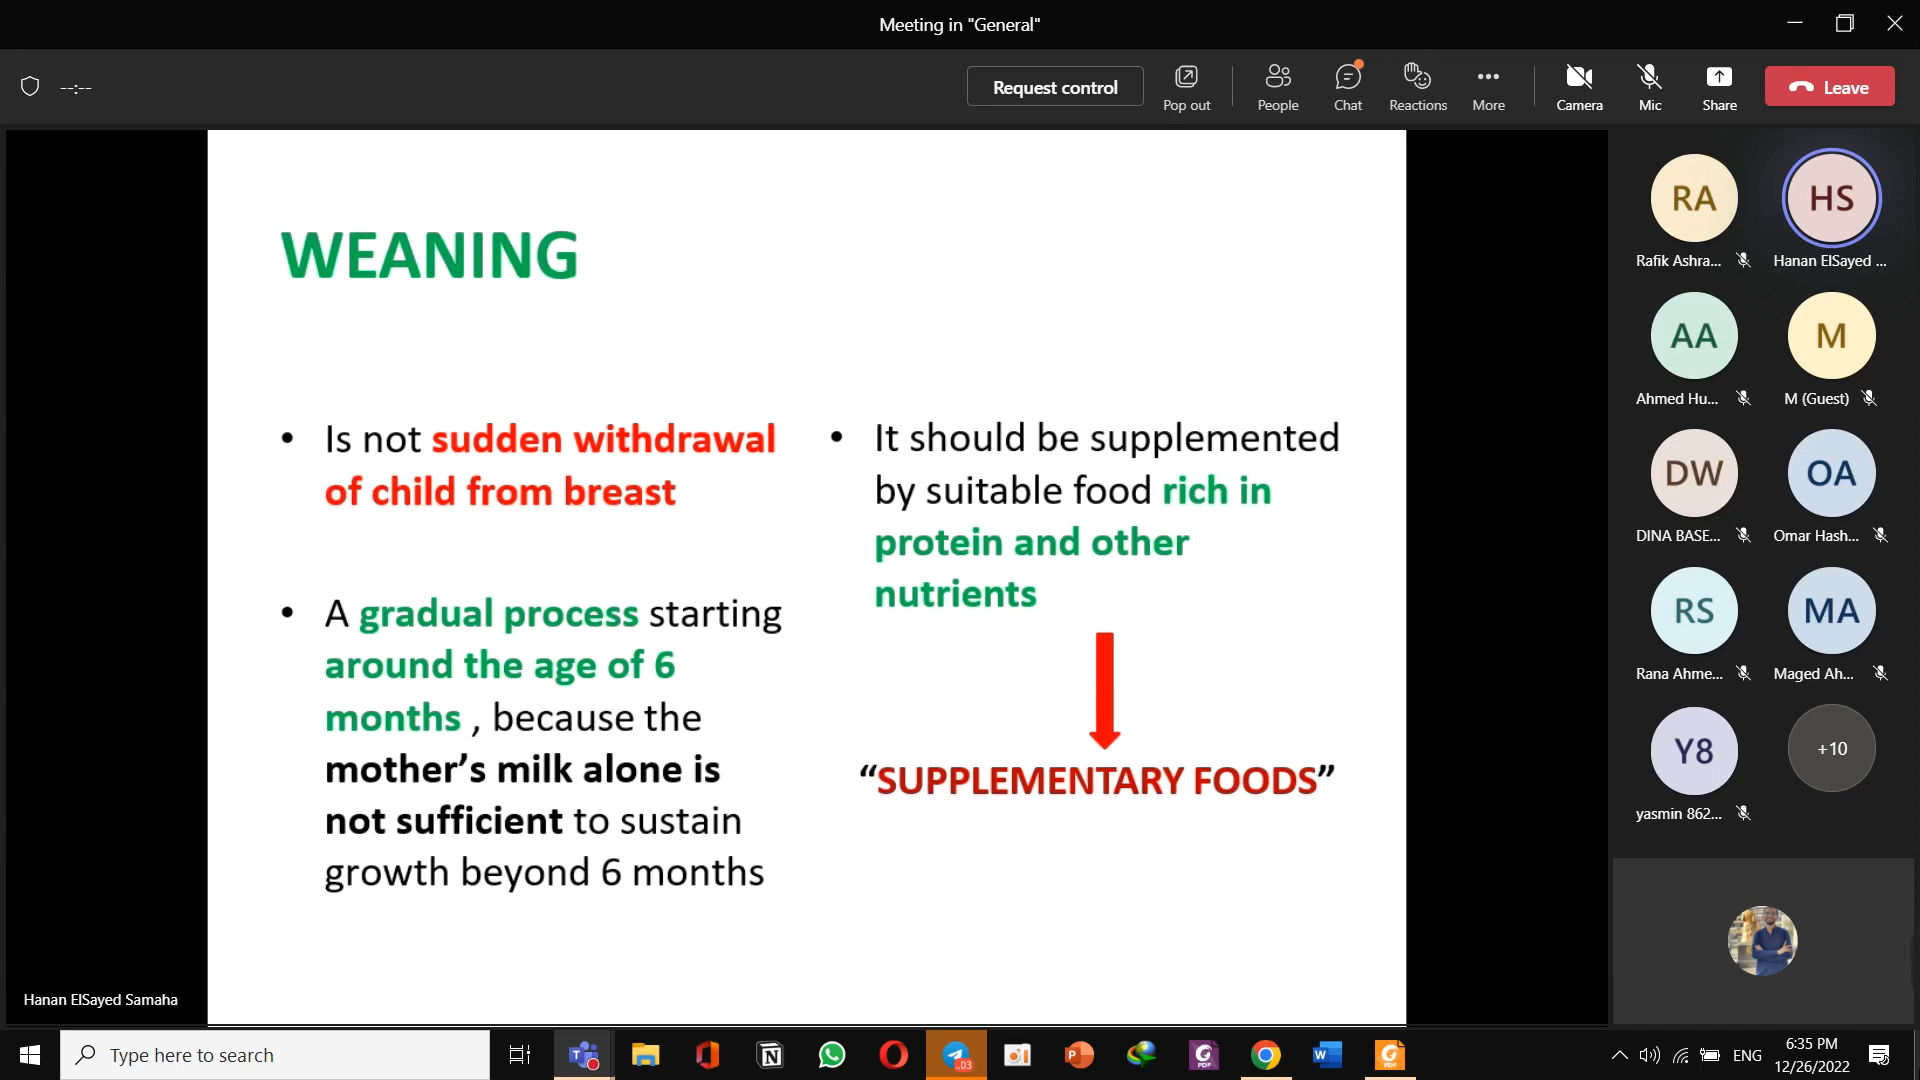 Meeting in "General"
--:--
Request control
Pop out
People
Chat
Reactions
More
Camera
Mic
Share
Leave
WEANING
• Is not sudden withdrawal
of child from breast
• A gradual process starting
around the age of 6
months , because the
mother’s milk alone is
not sufficient to sustain
growth beyond 6 months
• It should be supplemented
by suitable food rich in
protein and other
nutrients
“SUPPLEMENTARY FOODS”
Hanan ElSayed Samaha
RA
HS
Rafik Ashra...
Hanan ElSayed ...
AA
M
Ahmed Hu...
M (Guest)
DW
OA
DINA BASE...
Omar Hash...
RS
MA
Rana Ahme...
Maged Ah...
Y8
+10
yasmin 862...
Type here to search
..03
ENG
6:35 PM
12/26/2022